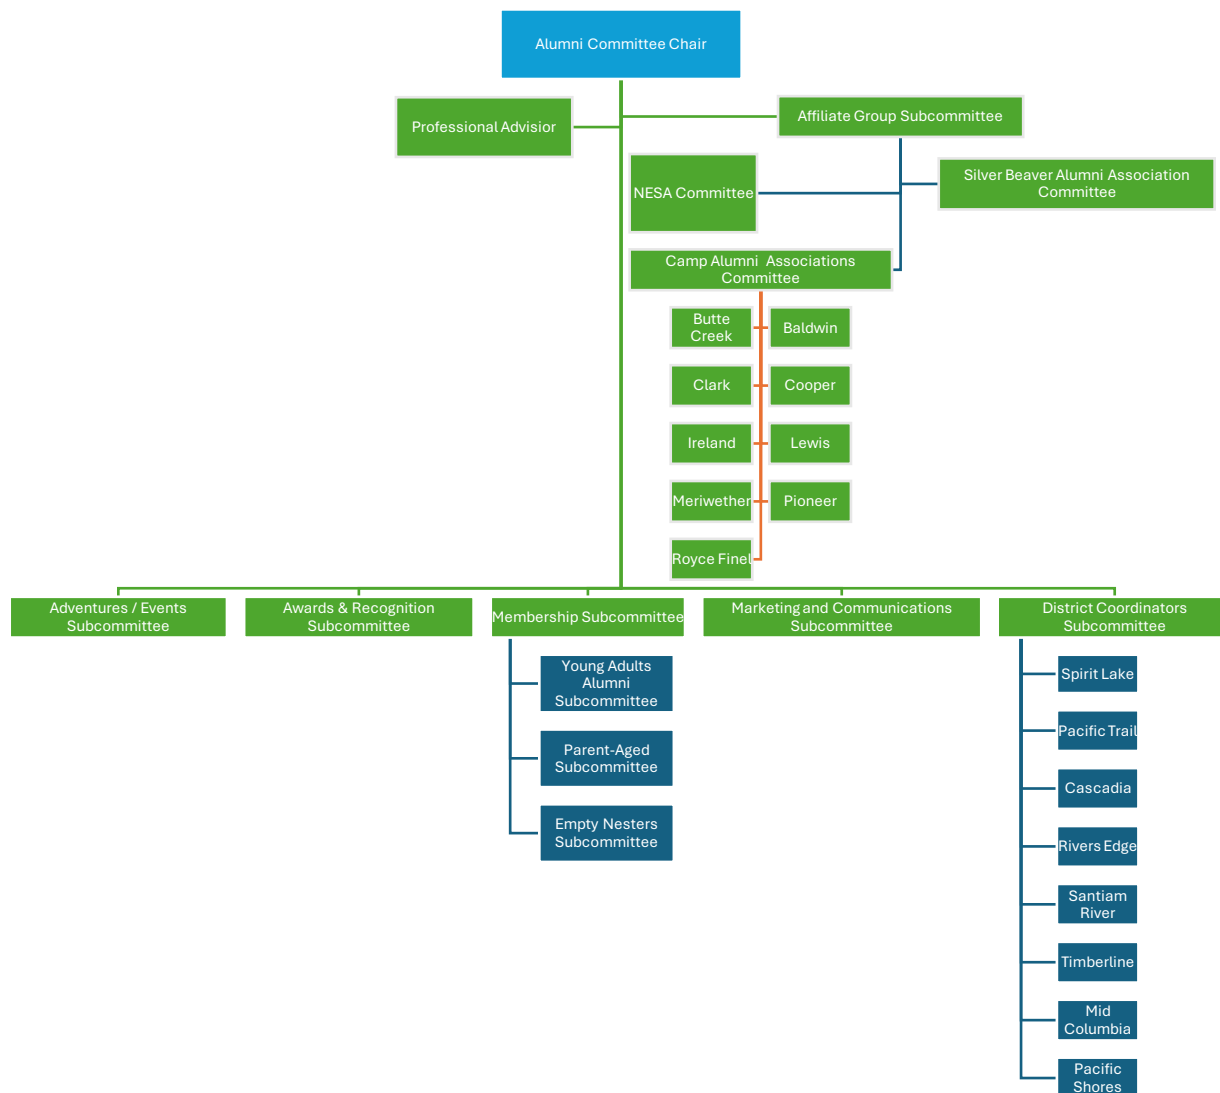 Alumni Committee Chair
Professional Advisior
Affiliate Group Subcommittee
NESA Committee
Silver Beaver Alumni Association
Committee
Camp Alumni  Associations
Committee
Butte
Creek
Baldwin
Clark
Cooper
Ireland
Lewis
Meriwether
Pioneer
Royce Finel
Adventures / Events
Subcommittee
Awards & Recognition
Subcommittee
Membership Subcommittee
Marketing and Communications
Subcommittee
District Coordinators
Subcommittee
Young Adults
Alumni
Subcommittee
Parent-Aged
Subcommittee
Empty Nesters
Subcommittee
Spirit Lake
Pacific Trail
Cascadia
Rivers Edge
Santiam
River
Timberline
Mid
Columbia
Pacific
Shores